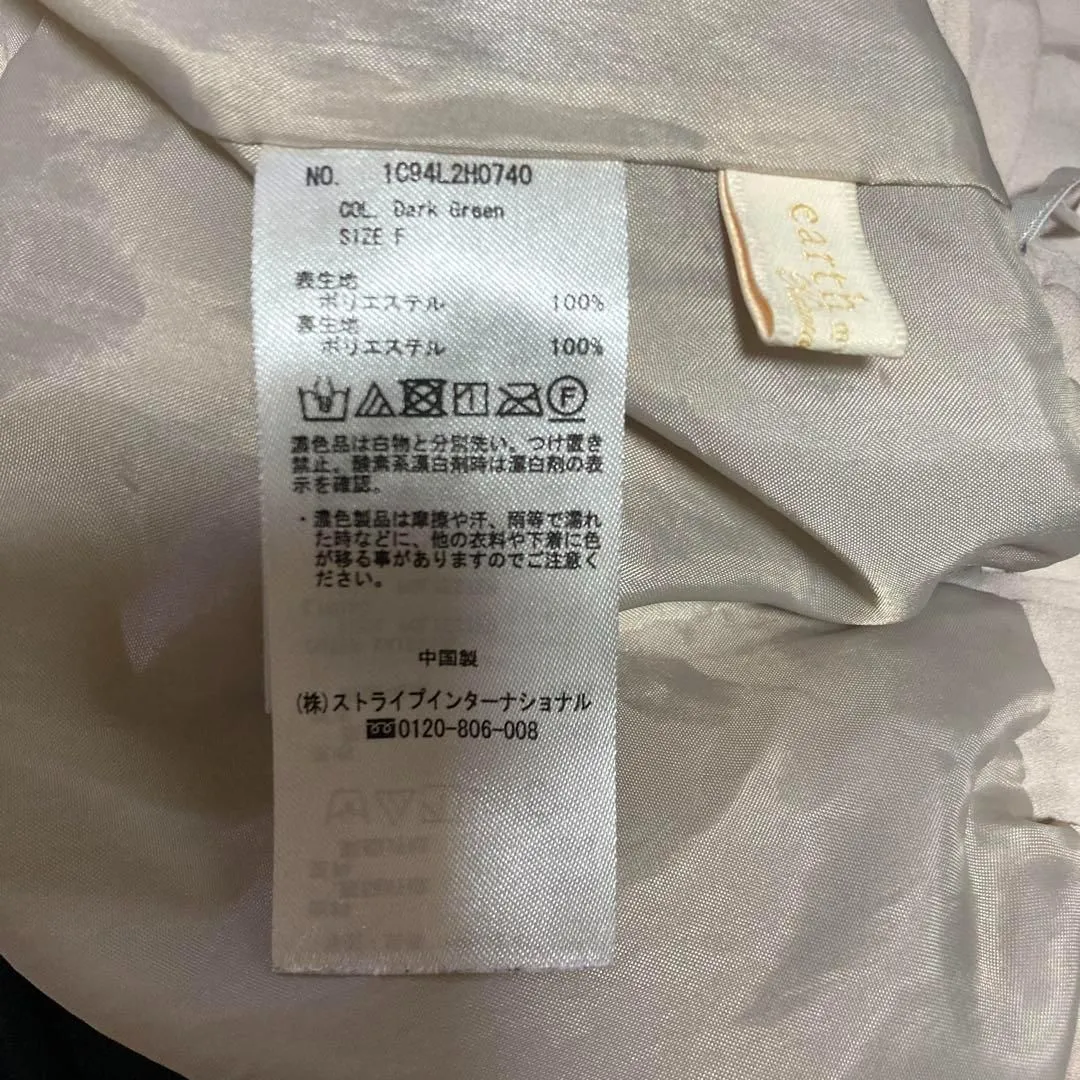 NO. 1C94L2H0740
COL. Dark Green
SIZE F
表生地
ポリエステル 100%
裏生地
ポリエステル 100%
F
濃色品は白物と分別洗い。つけ置き
禁止。酸素系漂白剤時は漂白剤の表
示を確認。
・濃色製品は摩擦や汗、雨等で濡れ
た時などに、他の衣料や下着に色
が移る事がありますのでご注意く
ださい。
中国製
(株)ストライプインターナショナル
0120-806-008
earth